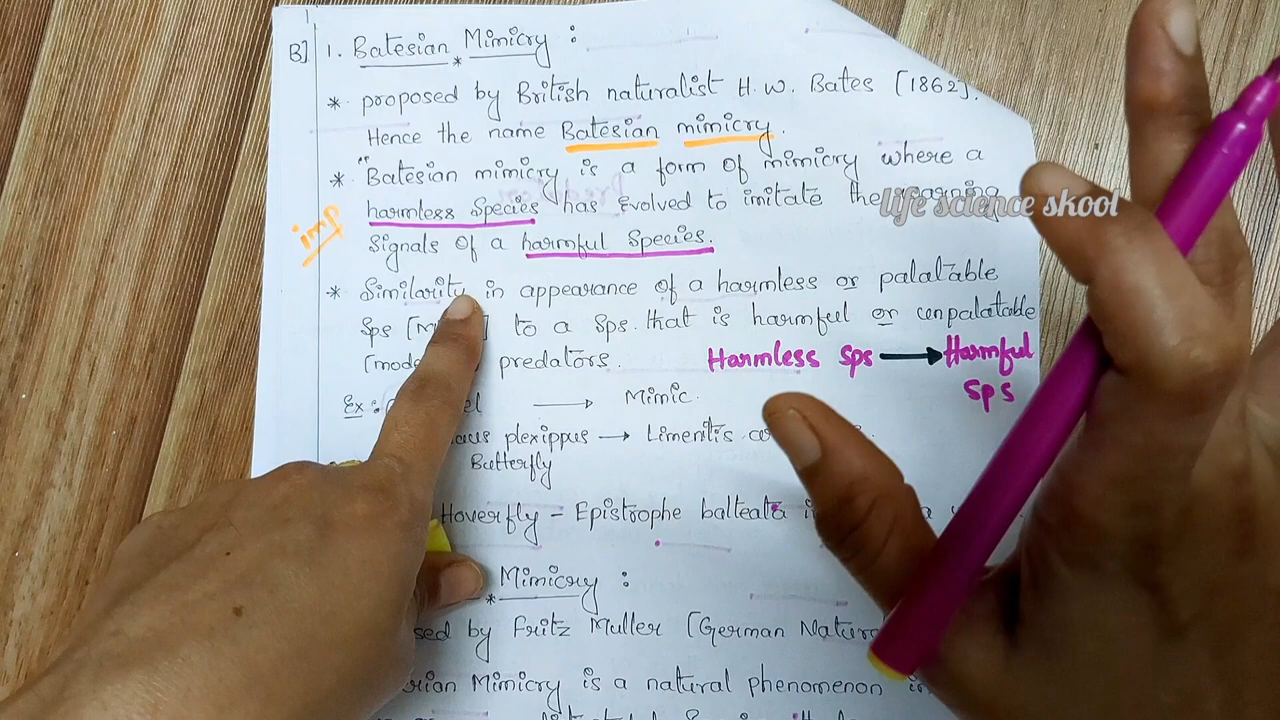 B] 1. Batesian Mimicry :
* proposed by British naturalist H. W. Bates [1862].
Hence the name Batesian mimicry.
* Batesian mimicry is a form of mimicry where a
harmless Species has Evolved to imitate the warning
life science skool
imp
Signals of a harmful Species.
* Similarity in appearance of a harmless or palatable
Sps to a Sps. that is harmful or unpalatable
predators.
Harmless Sps → Harmful
Sps
Ex : → Mimic.
plexippus → Limenitis
Butterfly
Hoverfly - Epistrophe balteata
Mimicry :
by Fritz Muller [German
Mimicry is a natural phenomenon